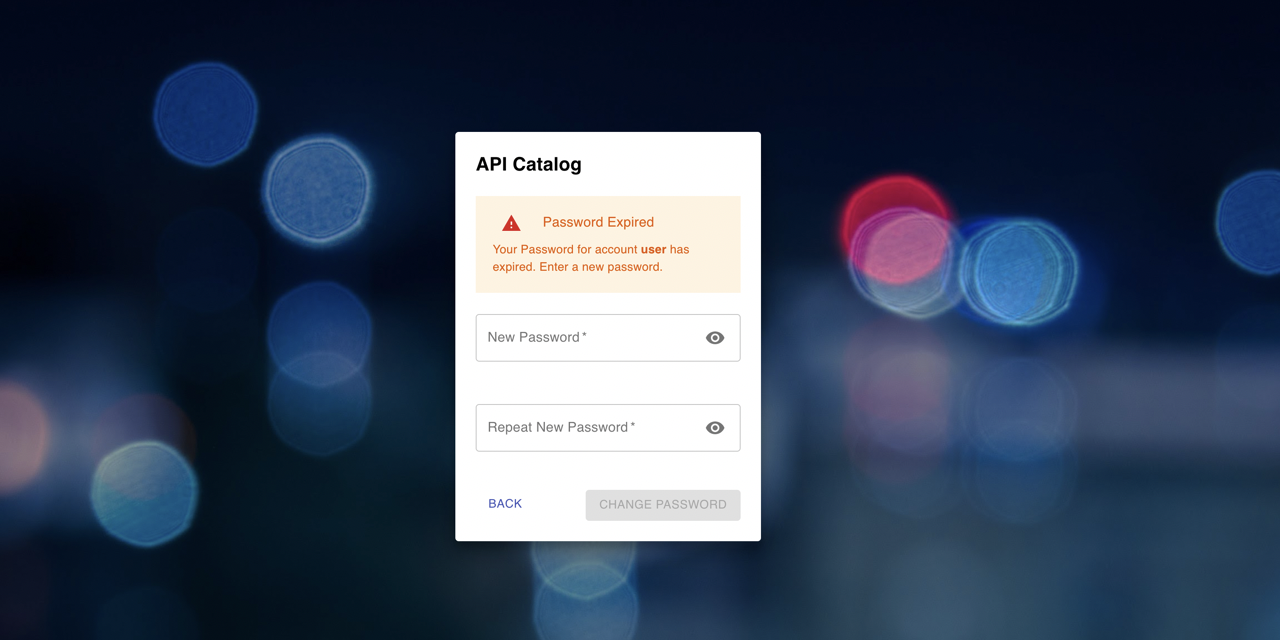 API Catalog
Password Expired
Your Password for account user has
expired. Enter a new password.
New Password *
Repeat New Password *
BACK
CHANGE PASSWORD